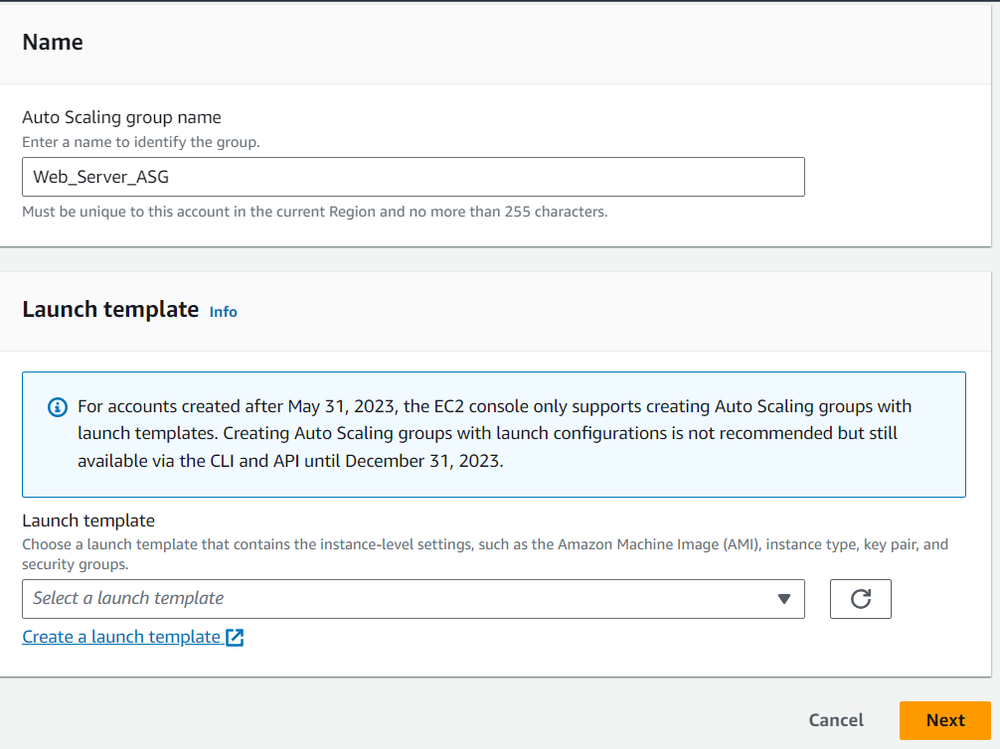 Name
Auto Scaling group name
Enter a name to identify the group.
Web_Server_ASG
Must be unique to this account in the current Region and no more than 255 characters.
Launch template Info
For accounts created after May 31, 2023, the EC2 console only supports creating Auto Scaling groups with
launch templates. Creating Auto Scaling groups with launch configurations is not recommended but still
available via the CLI and API until December 31, 2023.
Launch template
Choose a launch template that contains the instance-level settings, such as the Amazon Machine Image (AMI), instance type, key pair, and
security groups.
Select a launch template
Create a launch template
Cancel Next